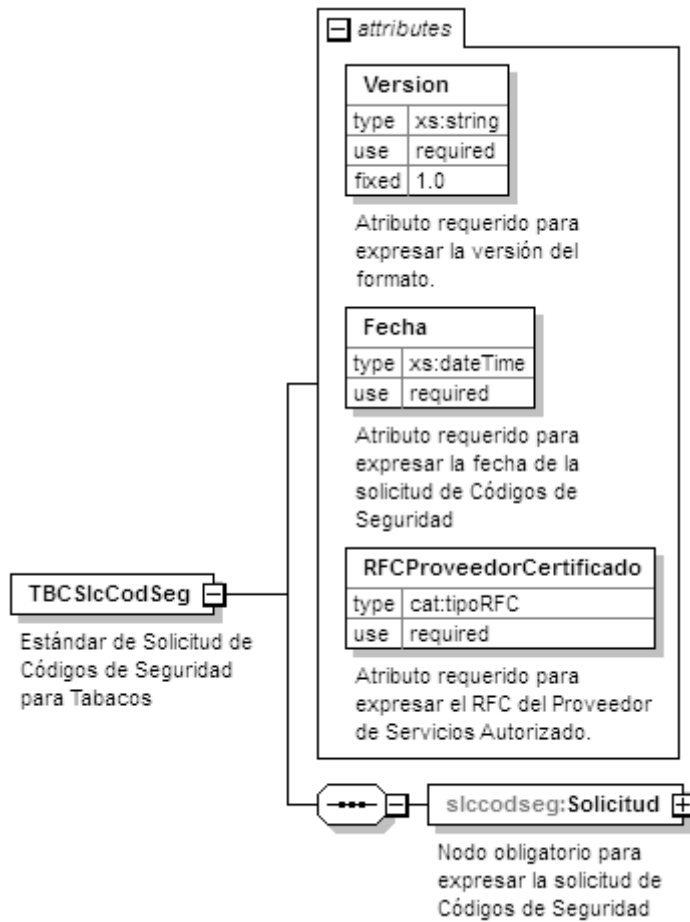 attributes
Version
type xs:string
use required
fixed 1.0
Atributo requerido para
expresar la versión del
formato.
Fecha
type xs:dateTime
use required
Atributo requerido para
expresar la fecha de la
solicitud de Códigos de
Seguridad
RFCProveedorCertificado
type cat:tipoRFC
use required
Atributo requerido para
expresar el RFC del Proveedor
de Servicios Autorizado.
TBCSlcCodSeg
Estándar de Solicitud de
Códigos de Seguridad
para Tabacos
slccodseg:Solicitud
Nodo obligatorio para
expresar la solicitud de
Códigos de Seguridad